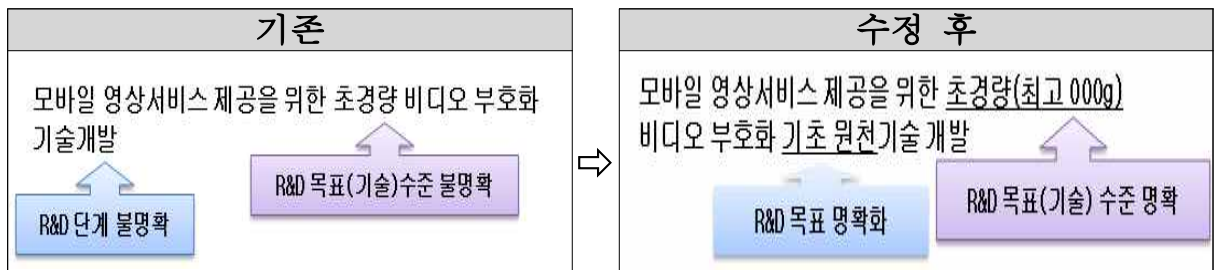 기존
모바일 영상서비스 제공을 위한 초경량 비디오 부호화
기술개발
R&D 목표(기술)수준 불명확
R&D 단계 불명확
⇨
수정 후
모바일 영상서비스 제공을 위한 초경량(최고 000g)
비디오 부호화 기초 원천기술 개발
R&D 목표 명확화
R&D 목표(기술) 수준 명확